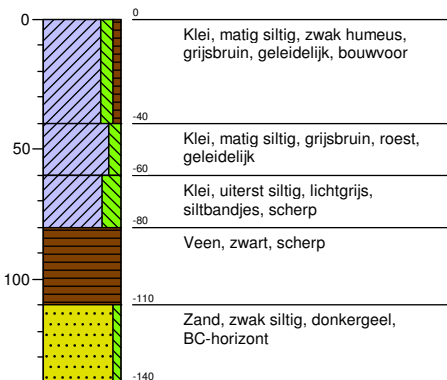 0
0
Klei, matig siltig, zwak humeus,
grijsbruin, geleidelijk, bouwvoor
-40
Klei, matig siltig, grijsbruin, roest,
geleidelijk
50
-60
Klei, uiterst siltig, lichtgrijs,
siltbandjes, scherp
-80
Veen, zwart, scherp
100
-110
Zand, zwak siltig, donkergeel,
BC-horizont
-140